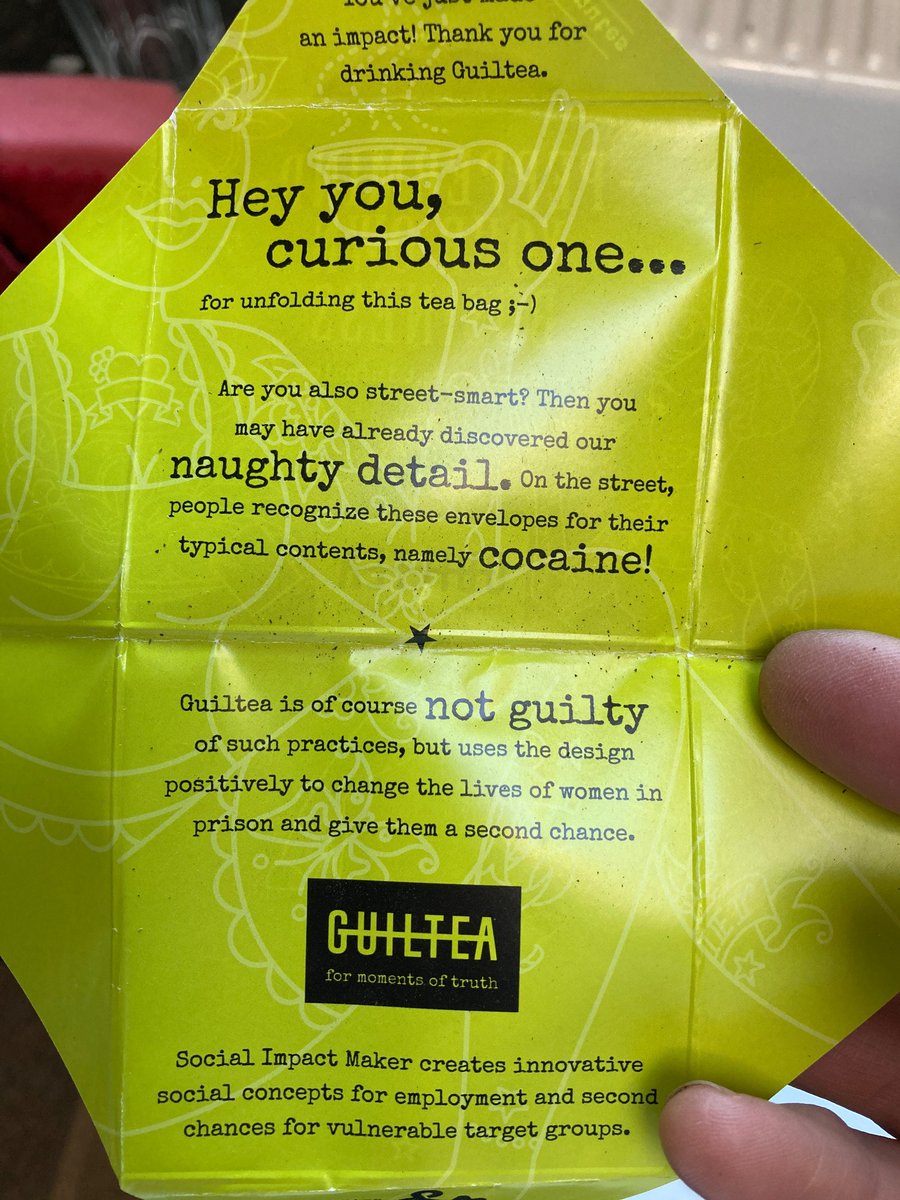 You've just made
an impact! Thank you for
drinking Guiltea.
Hey you,
curious one...
for unfolding this tea bag ;-)
Are you also street-smart? Then you
may have already discovered our
naughty detail. On the street,
people recognize these envelopes for their
typical contents, namely cocaine!
Guiltea is of course not guilty
of such practices, but uses the design
positively to change the lives of women in
prison and give them a second chance.
GUILTEA
for moments of truth
Social Impact Maker creates innovative
social concepts for employment and second
chances for vulnerable target groups.